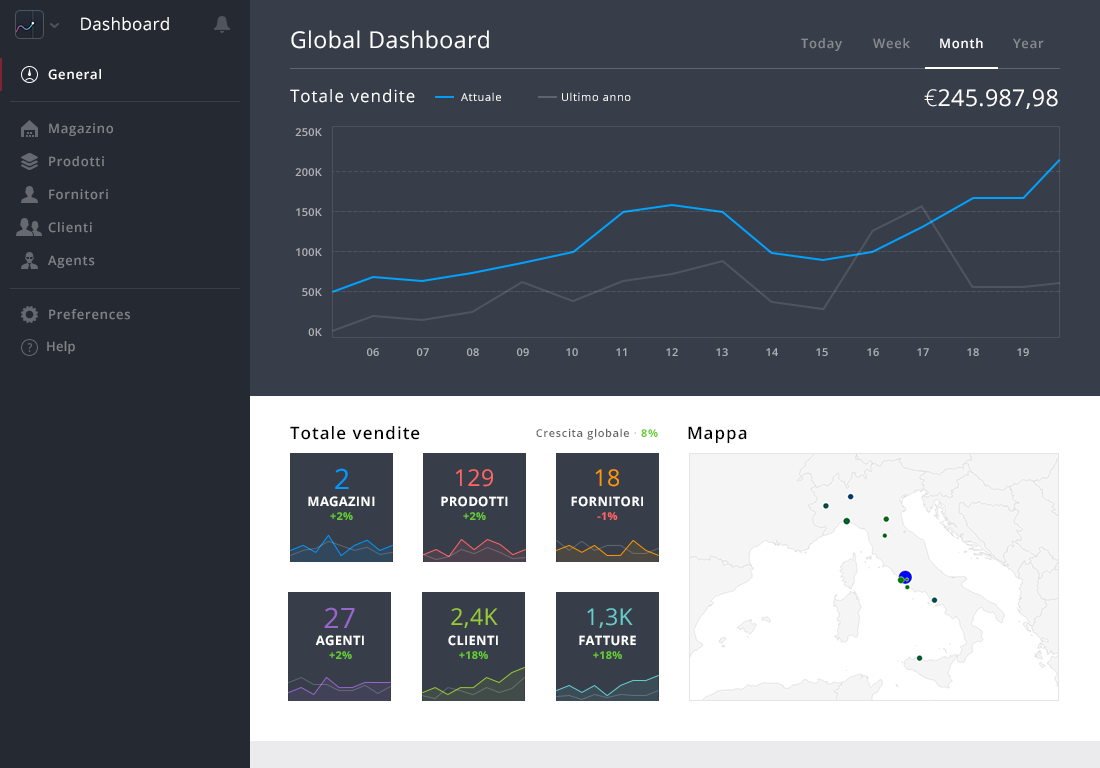 Dashboard
General
Magazino
Prodotti
Fornitori
Clienti
Agents
Preferences
? Help
Global Dashboard
Today Week Month Year
Totale vendite Attuale Ultimo anno €245.987,98
250K
200K
150K
100K
50K
0K
06 07 08 09 10 11 12 13 14 15 16 17 18 19
Totale vendite Crescita globale · 8%
2
MAGAZINI
+2%
129
PRODOTTI
+2%
18
FORNITORI
-1%
27
AGENTI
+2%
2,4K
CLIENTI
+18%
1,3K
FATTURE
+18%
Mappa